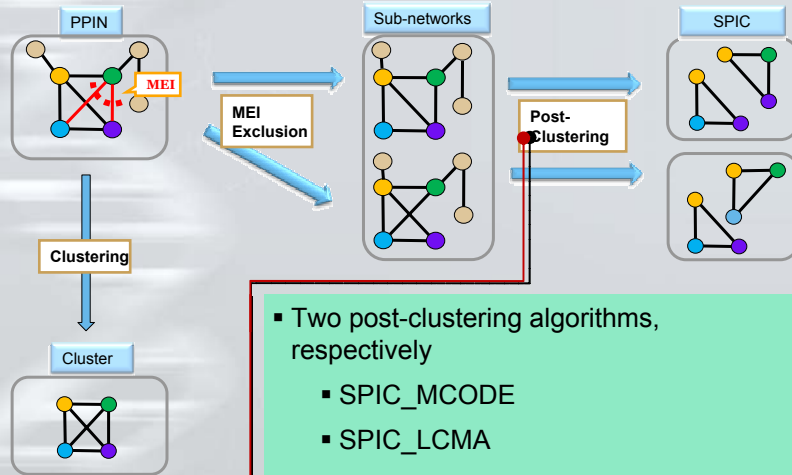 PPIN
Sub-networks
SPIC
MEI
MEI
Exclusion
Post-
Clustering
Clustering
Cluster
▪ Two post-clustering algorithms,
respectively
▪ SPIC_MCODE
▪ SPIC_LCMA